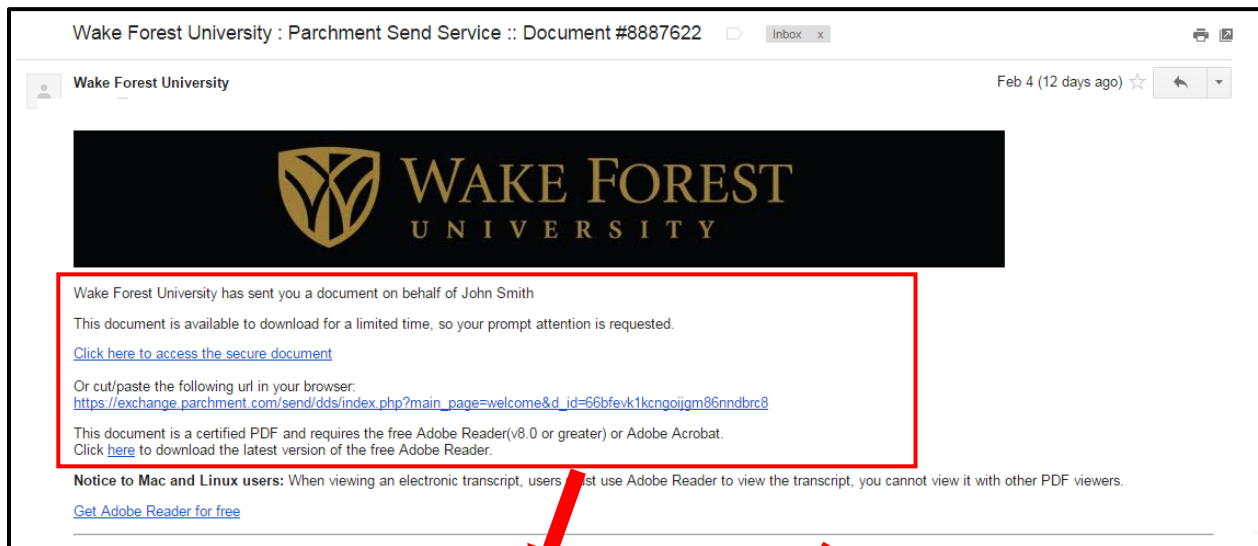 Wake Forest University : Parchment Send Service :: Document #8887622
Inbox x
Wake Forest University
Feb 4 (12 days ago)
WAKE FOREST
UNIVERSITY
Wake Forest University has sent you a document on behalf of John Smith
This document is available to download for a limited time, so your prompt attention is requested.
Click here to access the secure document
Or cut/paste the following url in your browser:
https://exchange.parchment.com/send/dds/index.php?main_page=welcome&d_id=66bfevk1kcngoijgm86nndbrc8
This document is a certified PDF and requires the free Adobe Reader(v8.0 or greater) or Adobe Acrobat.
Click here to download the latest version of the free Adobe Reader.
Notice to Mac and Linux users: When viewing an electronic transcript, users must use Adobe Reader to view the transcript, you cannot view it with other PDF viewers.
Get Adobe Reader for free